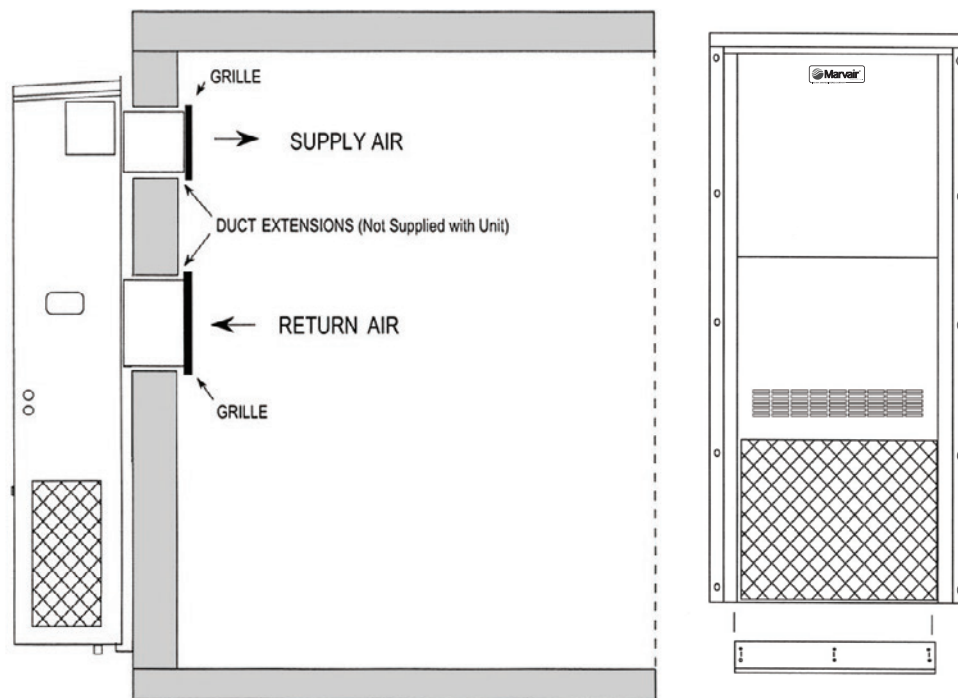 GRILLE
SUPPLY AIR
DUCT EXTENSIONS (Not Supplied with Unit)
RETURN AIR
GRILLE
Marvair